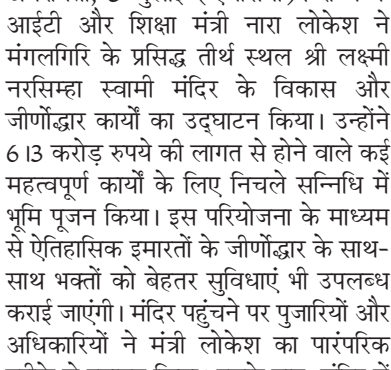 आईटी और शिक्षा मंत्री नारा लोकेश ने
मंगलगिरि के प्रसिद्ध तीर्थ स्थल श्री लक्ष्मी
नरसिम्हा स्वामी मंदिर के विकास और
जीर्णोद्धार कार्यों का उद्घाटन किया। उन्होंने
6।3 करोड़ रुपये की लागत से होने वाले कई
महत्वपूर्ण कार्यों के लिए निचले सन्निधि में
भूमि पूजन किया। इस परियोजना के माध्यम
से ऐतिहासिक इमारतों के जीर्णोद्धार के साथ-
साथ भक्तों को बेहतर सुविधाएं भी उपलब्ध
कराई जाएंगी। मंदिर पहुंचने पर पुजारियों और
अधिकारियों ने मंत्री लोकेश का पारंपरिक